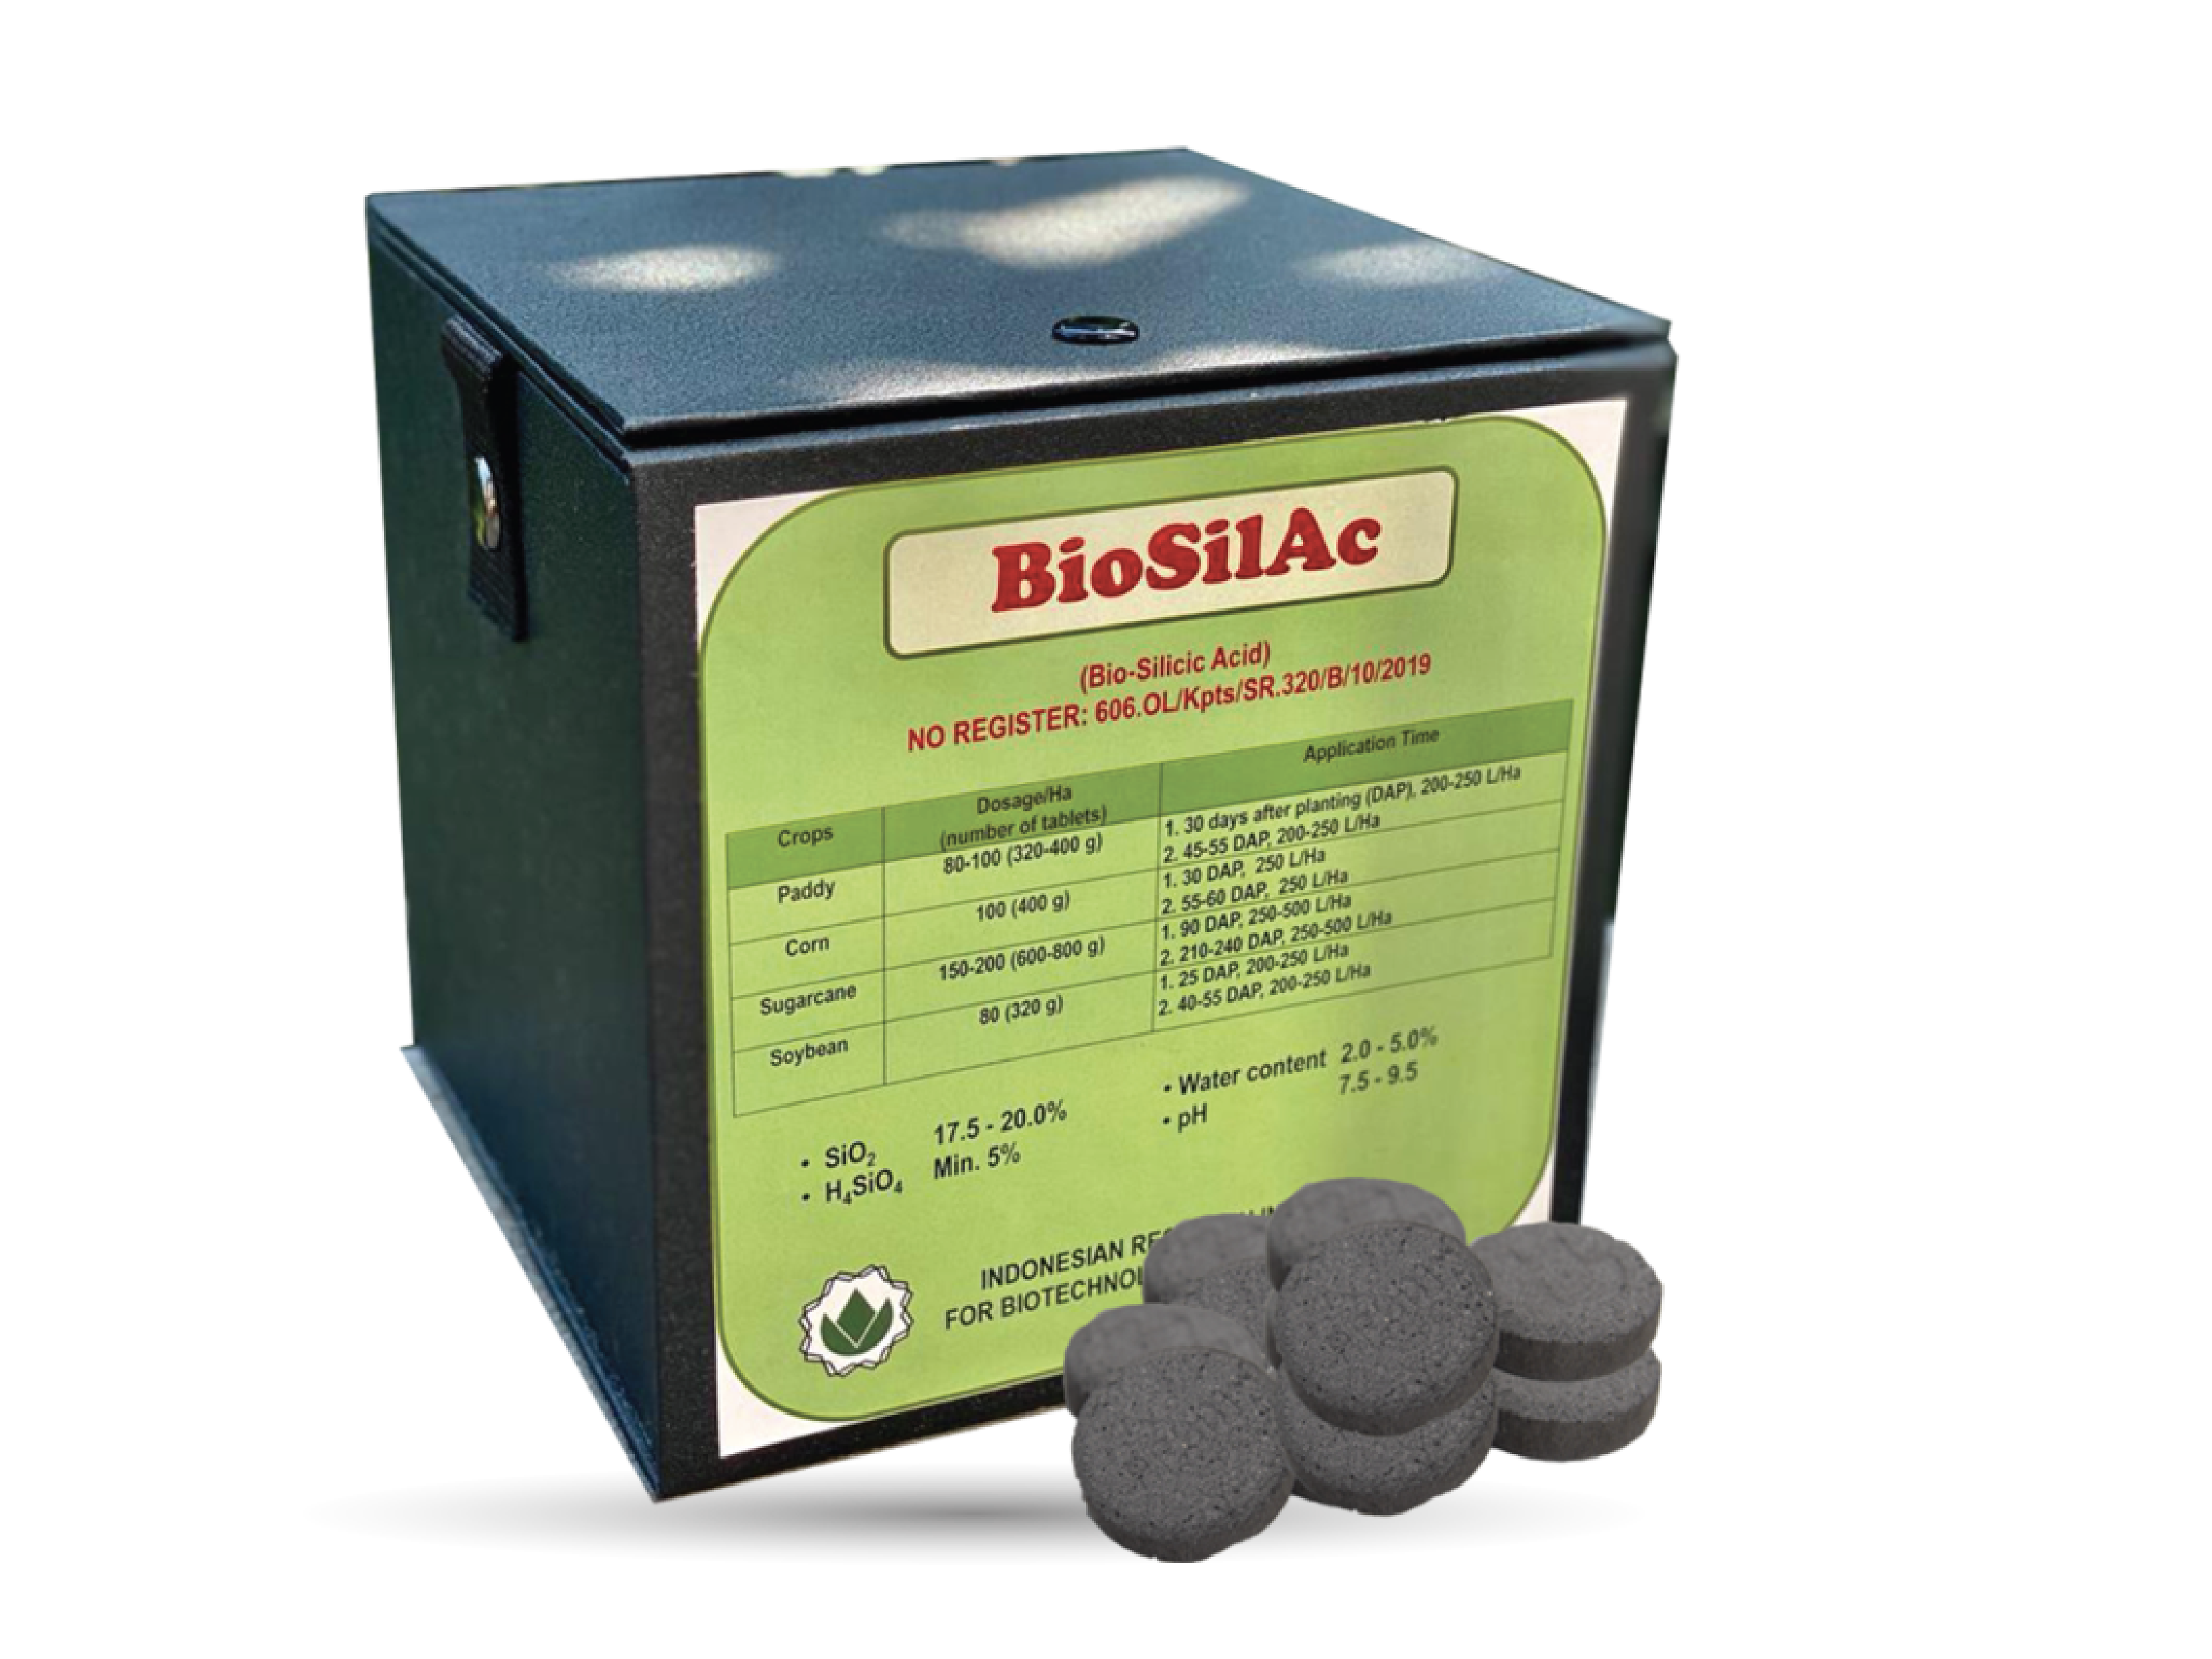 BioSilAc
(Bio-Silicic Acid)
NO REGISTER: 606.OL/Kpts/SR.320/B/10/2019
Crops
Dosage/Ha
(number of tablets)
Application Time
Paddy
80-100 (320-400 g)
1. 30 days after planting (DAP), 200-250 L/Ha
2. 45-55 DAP, 200-250 L/Ha
Corn
100 (400 g)
1. 30 DAP, 250 L/Ha
2. 55-60 DAP, 250 L/Ha
Sugarcane
150-200 (600-800 g)
1. 90 DAP, 250-500 L/Ha
2. 210-240 DAP, 250-500 L/Ha
Soybean
80 (320 g)
1. 25 DAP, 200-250 L/Ha
2. 40-55 DAP, 200-250 L/Ha
• SiO₂ 17.5 - 20.0%
• H₄SiO₄ Min. 5%
• Water content 2.0 - 5.0%
• pH 7.5 - 9.5
INDONESIAN
FOR